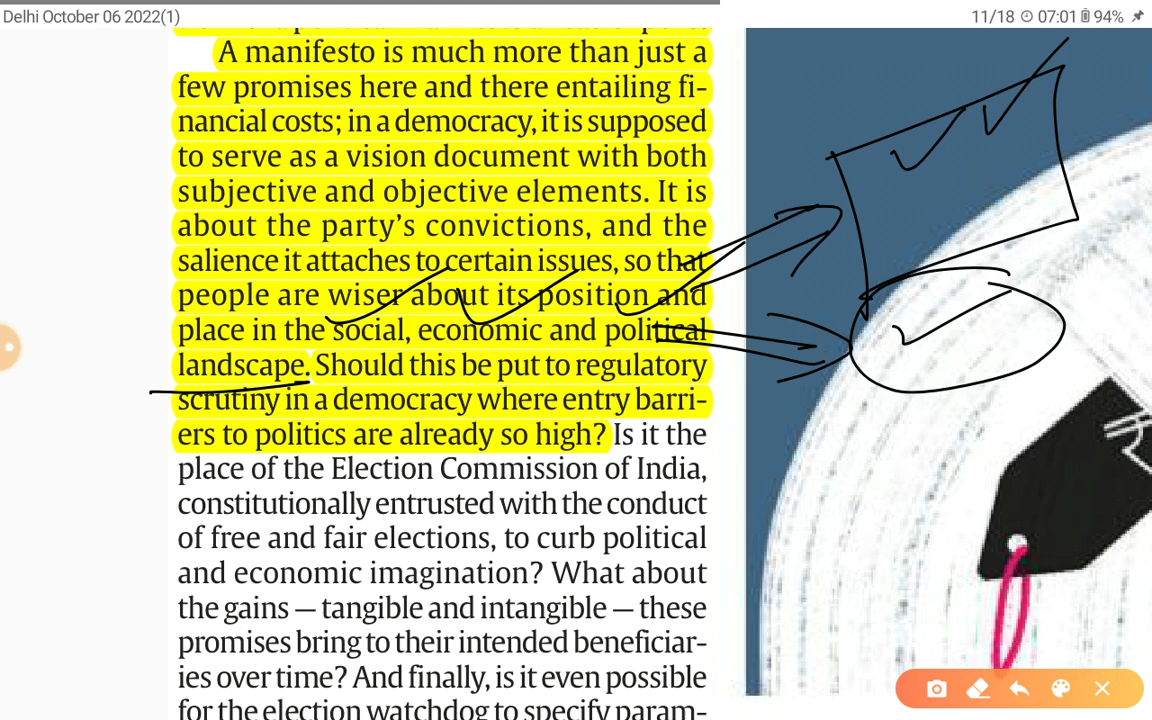 Delhi October 06 2022(1)
11/18 07:01 94%
A manifesto is much more than just a
few promises here and there entailing fi-
nancial costs; in a democracy, it is supposed
to serve as a vision document with both
subjective and objective elements. It is
about the party’s convictions, and the
salience it attaches to certain issues, so that
people are wiser about its position and
place in the social, economic and political
landscape. Should this be put to regulatory
scrutiny in a democracy where entry barri-
ers to politics are already so high? Is it the
place of the Election Commission of India,
constitutionally entrusted with the conduct
of free and fair elections, to curb political
and economic imagination? What about
the gains — tangible and intangible — these
promises bring to their intended beneficiar-
ies over time? And finally, is it even possible
for the election watchdog to specify param-
₹